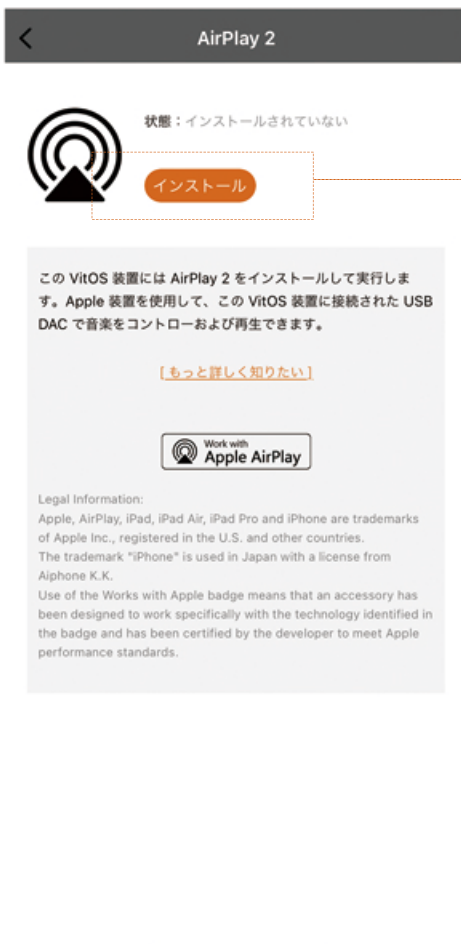 AirPlay 2
状態：インストールされていない
インストール
この VitOS 装置には AirPlay 2 をインストールして実行しま
す。Apple 装置を使用して、この VitOS 装置に接続された USB
DAC で音楽をコントローおよび再生できます。
[ もっと詳しく知りたい ]
Work with
Apple AirPlay
Legal Information:
Apple, AirPlay, iPad, iPad Air, iPad Pro and iPhone are trademarks
of Apple Inc., registered in the U.S. and other countries.
The trademark "iPhone" is used in Japan with a license from
Aiphone K.K.
Use of the Works with Apple badge means that an accessory has
been designed to work specifically with the technology identified in
the badge and has been certified by the developer to meet Apple
performance standards.